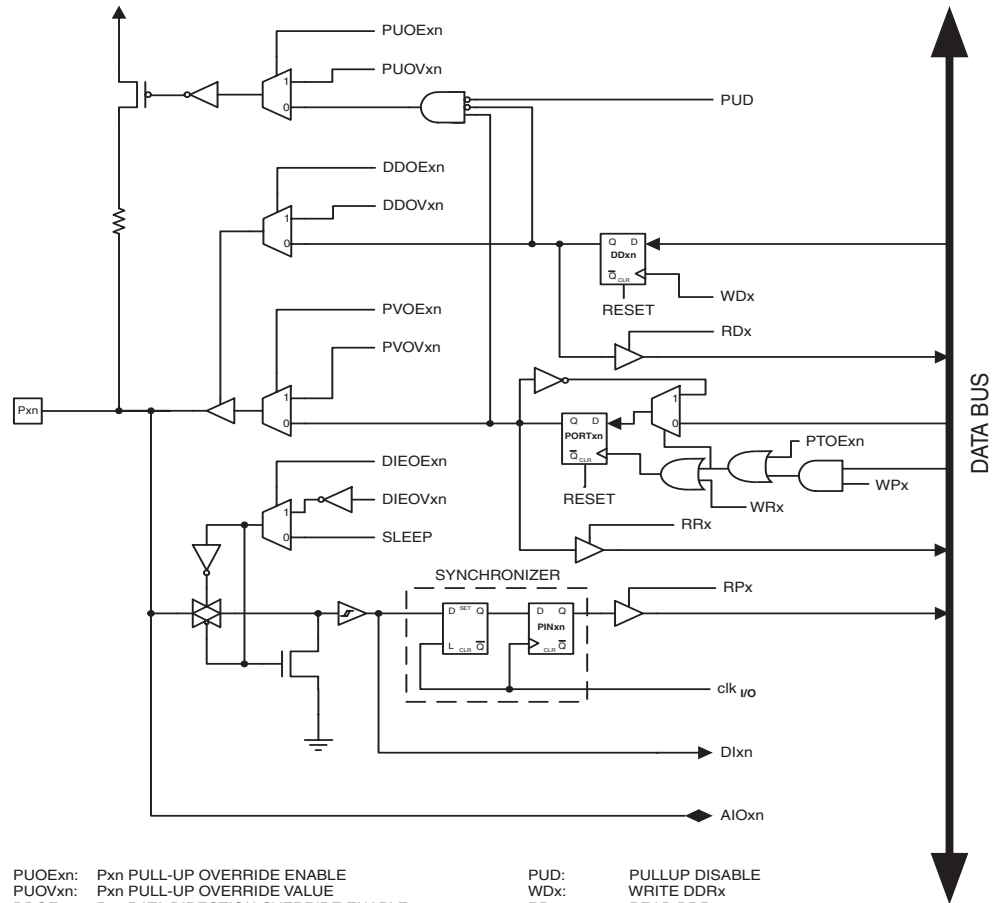 PUOExn
PUOVxn
1
0
PUD
DDOExn
DDOVxn
1
0
Q D
DDxn
Q CLR
WDx
RESET
RDx
PVOExn
PVOVxn
1
0
Pxn
1
0
Q D
PORTxn
Q CLR
PTOExn
WPx
RESET
WRx
RRx
DATA BUS
DIEOExn
DIEOVxn
1
0
SLEEP
SYNCHRONIZER
RPx
D SET Q
L CLR Q
D Q
PINxn
CLR Q
clk I/O
DIxn
AIOxn
PUOExn: Pxn PULL-UP OVERRIDE ENABLE PUD: PULLUP DISABLE
PUOVxn: Pxn PULL-UP OVERRIDE VALUE WDx: WRITE DDRx